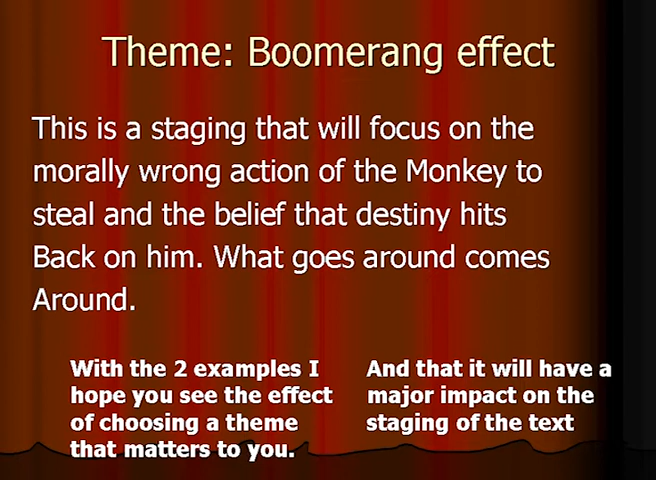 Theme: Boomerang effect
This is a staging that will focus on the
morally wrong action of the Monkey to
steal and the belief that destiny hits
Back on him. What goes around comes
Around.
With the 2 examples I
hope you see the effect
of choosing a theme
that matters to you.
And that it will have a
major impact on the
staging of the text